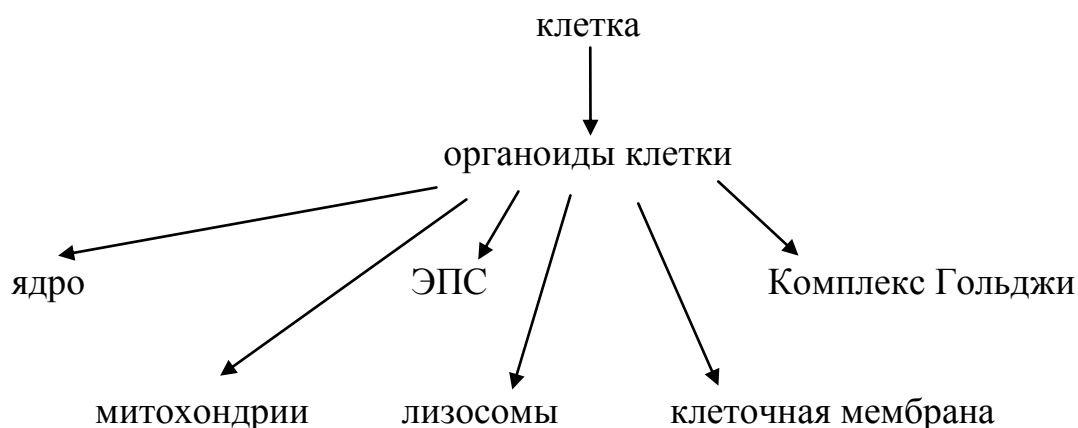 клетка
органоиды клетки
ядро ЭПС Комплекс Гольджи
митохондрии лизосомы клеточная мембрана